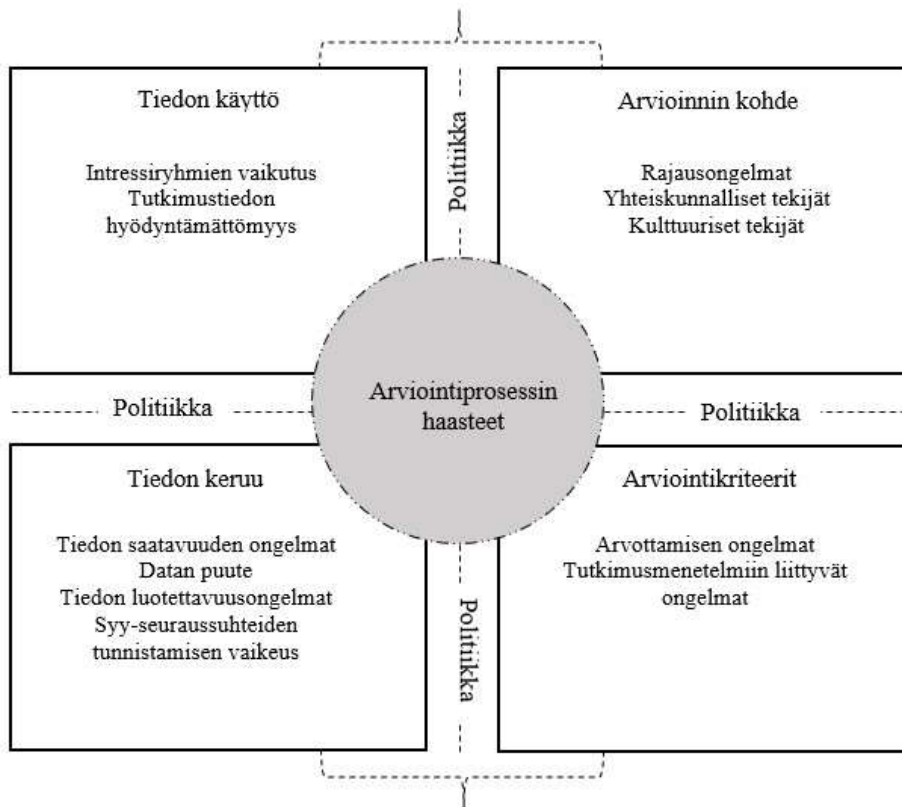 Tiedon käyttö
Intressiryhmien vaikutus
Tutkimustiedon
hyödyntämättömyys
Politiikka
Arvioinnin kohde
Rajausongelmat
Yhteiskunnalliset tekijät
Kulttuuriset tekijät
Politiikka
Arviointiprosessin
haasteet
Politiikka
Tiedon keruu
Tiedon saatavuuden ongelmat
Datan puute
Tiedon luotettavuusongelmat
Syy-seuraussuhteiden
tunnistamisen vaikeus
Politiikka
Arviointikriteerit
Arvottamisen ongelmat
Tutkimusmenetelmiin liittyvät
ongelmat